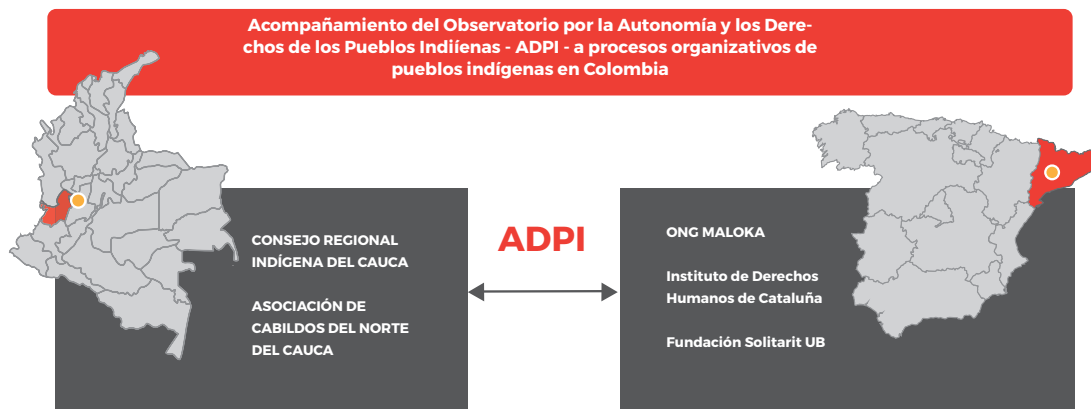 Acompañamiento del Observatorio por la Autonomía y los Dere-
chos de los Pueblos Indiíenas - ADPI - a procesos organizativos de
pueblos indígenas en Colombia
CONSEJO REGIONAL
INDÍGENA DEL CAUCA
ASOCIACIÓN DE
CABILDOS DEL NORTE
DEL CAUCA
ADPI
ONG MALOKA
Instituto de Derechos
Humanos de Cataluña
Fundación Solitarit UB